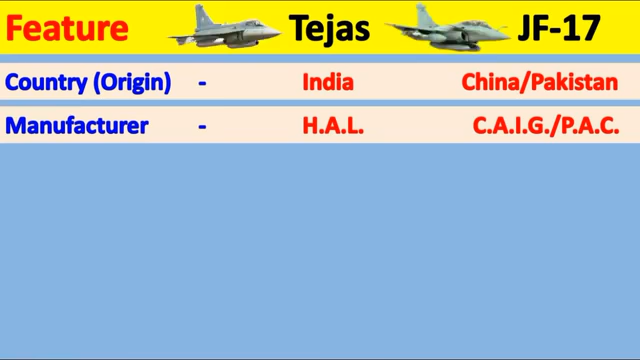 Feature Tejas JF-17
Country (Origin) - India China/Pakistan
Manufacturer - H.A.L. C.A.I.G./P.A.C.